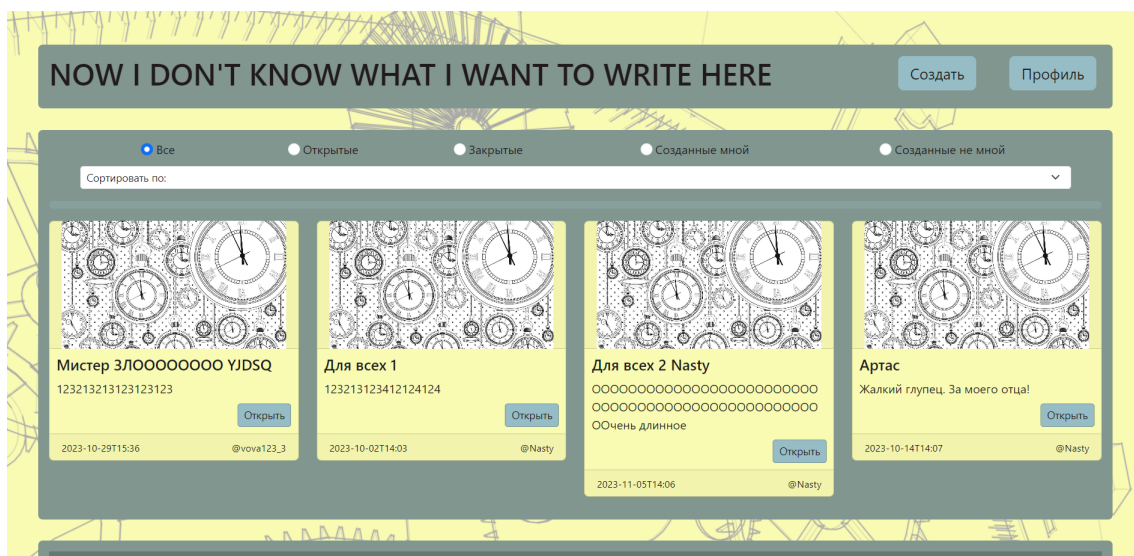 NOW I DON'T KNOW WHAT I WANT TO WRITE HERE
Создать
Профиль
Все
Открытые
Закрытые
Созданные мной
Созданные не мной
Сортировать по:
Мистер ЗЛОООООООО YJDSQ
123213213123123123
Открыть
2023-10-29T15:36
@vova123_3
Для всех 1
123213123412124124
Открыть
2023-10-02T14:03
@Nasty
Для всех 2 Nasty
ООООООООООООООООООООООООО
ООООООООООООООООООООООООО
ООчень длинное
Открыть
2023-11-05T14:06
@Nasty
Артас
Жалкий глупец. За моего отца!
Открыть
2023-10-14T14:07
@Nasty